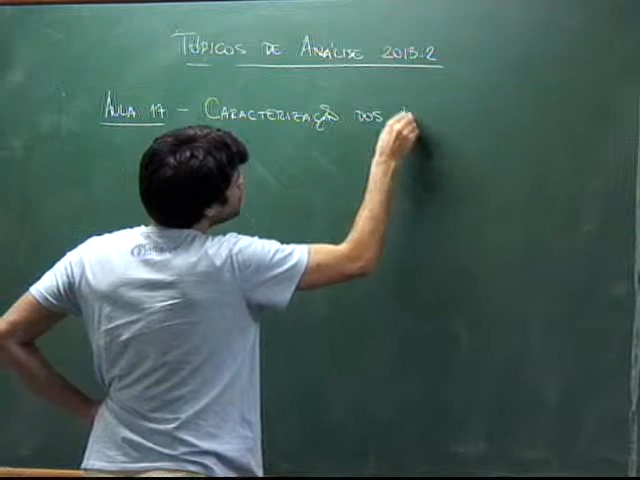 TÓPICOS DE ANÁLISE 2013.2
AULA 17 - CARACTERIZAÇÃO DOS